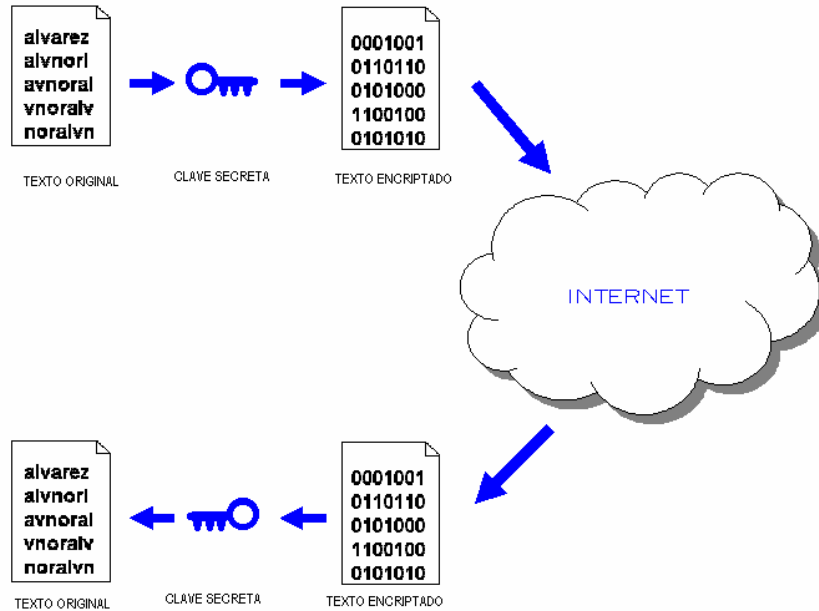 alvarez
alvnorl
avnoral
vnoralv
noralvn
0001001
0110110
0101000
1100100
0101010
TEXTO ORIGINAL
CLAVE SECRETA
TEXTO ENCRIPTADO
INTERNET
alvarez
alvnorl
avnoral
vnoralv
noralvn
0001001
0110110
0101000
1100100
0101010
TEXTO ORIGINAL
CLAVE SECRETA
TEXTO ENCRIPTADO